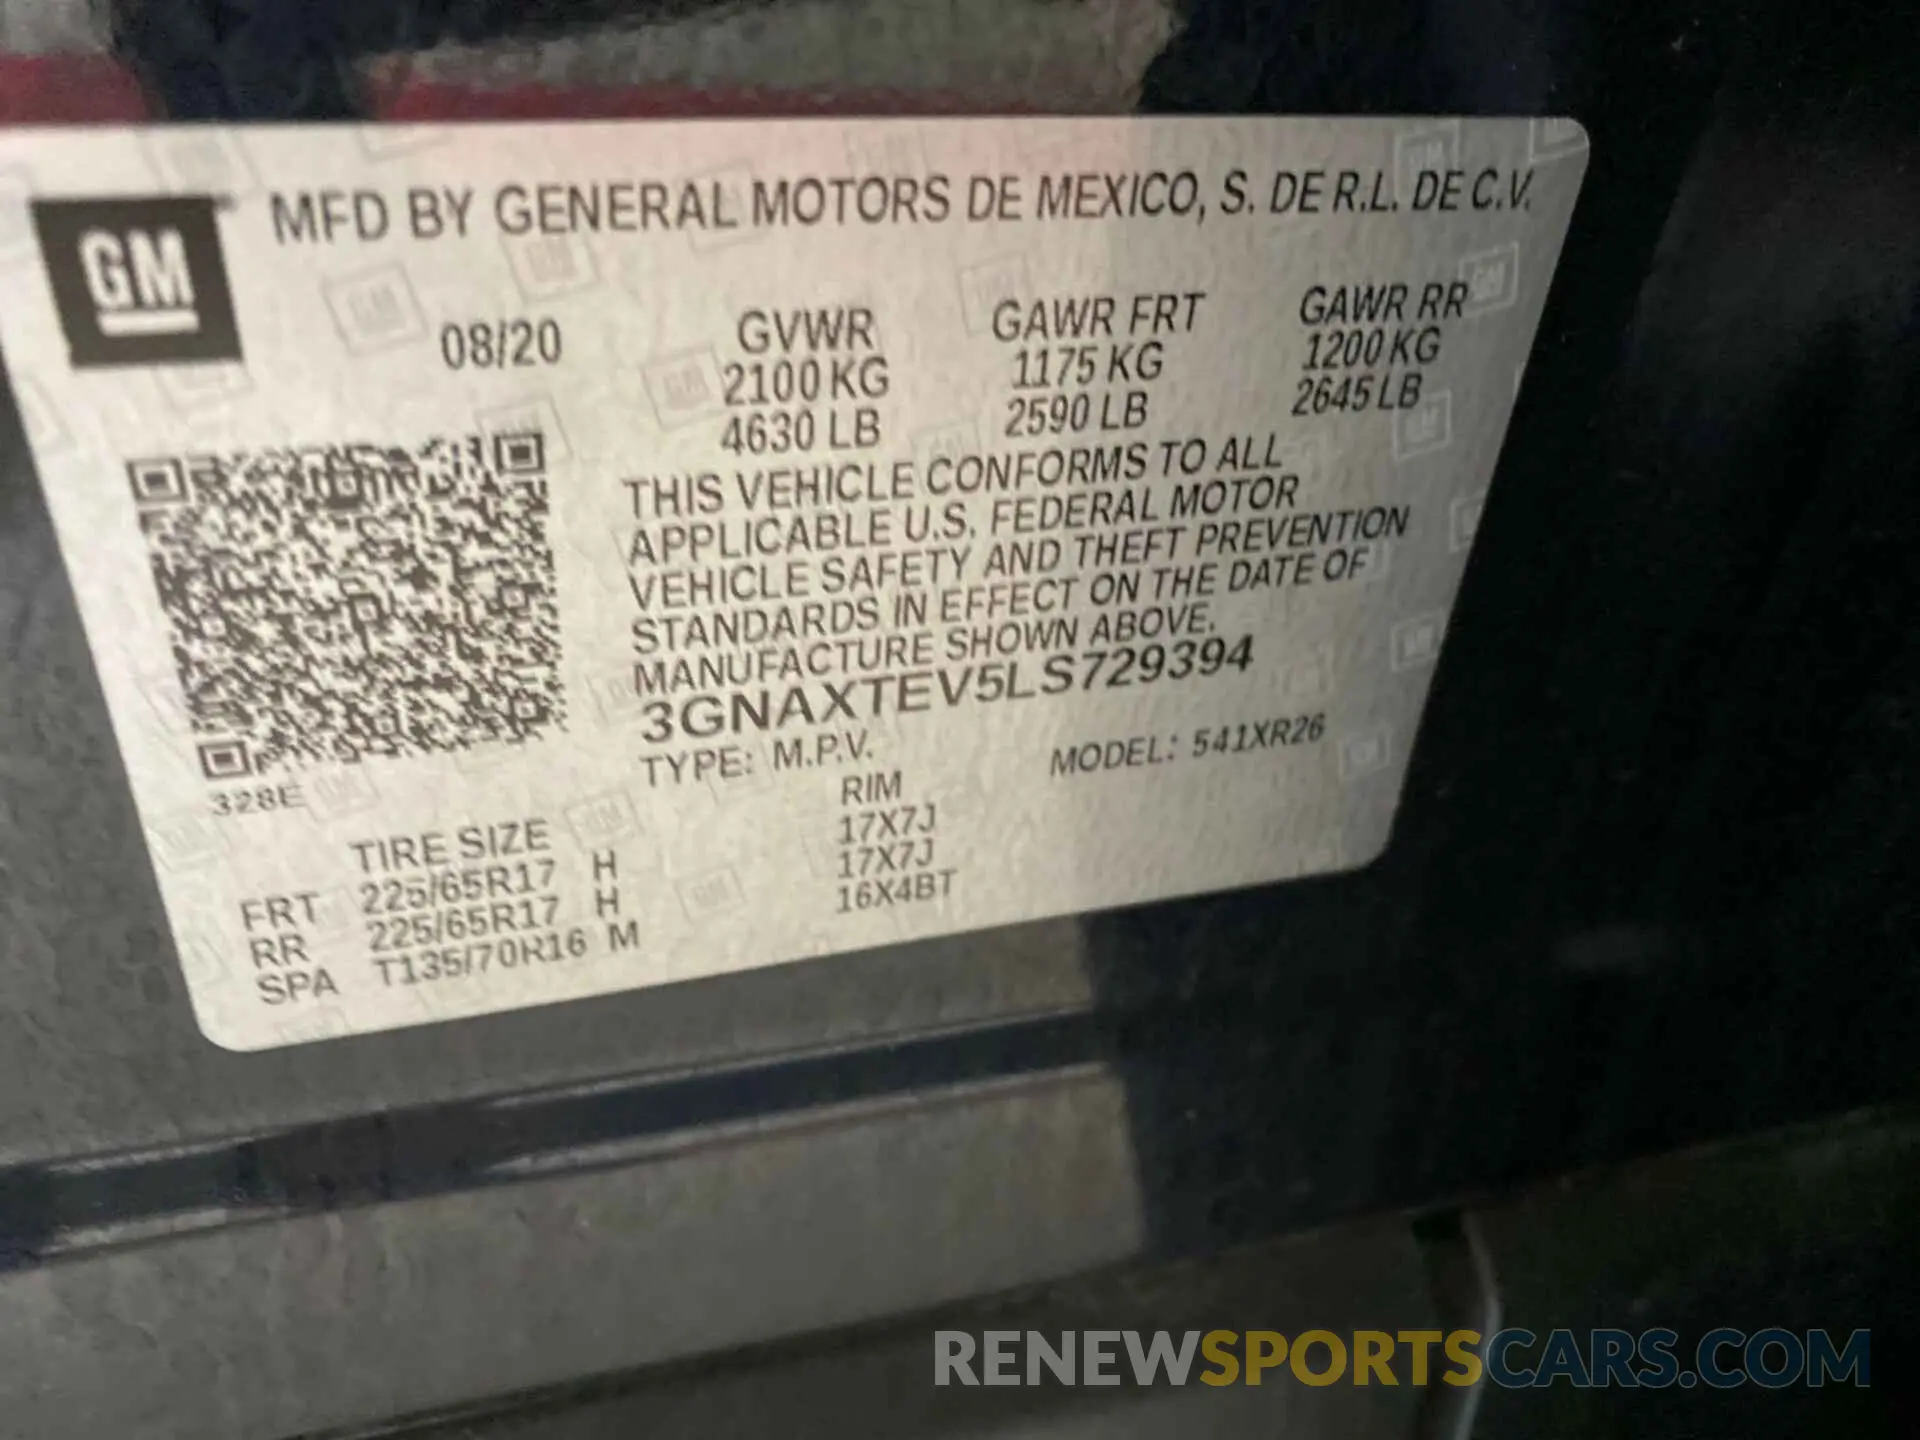 GM
MFD BY GENERAL MOTORS DE MEXICO, S. DE R.L. DE C.V.
08/20 GVWR GAWR FRT GAWR RR
2100 KG 1175 KG 1200 KG
4630 LB 2590 LB 2645 LB
THIS VEHICLE CONFORMS TO ALL
APPLICABLE U.S. FEDERAL MOTOR
VEHICLE SAFETY AND THEFT PREVENTION
STANDARDS IN EFFECT ON THE DATE OF
MANUFACTURE SHOWN ABOVE.
3GNAXTEV5LS729394
TYPE: M.P.V. MODEL: 541XR26
328E
TIRE SIZE RIM
FRT 225/65R17 H 17X7J
RR 225/65R17 H 17X7J
SPA T135/70R16 M 16X4BT
RENEWSPORTSCARS.COM